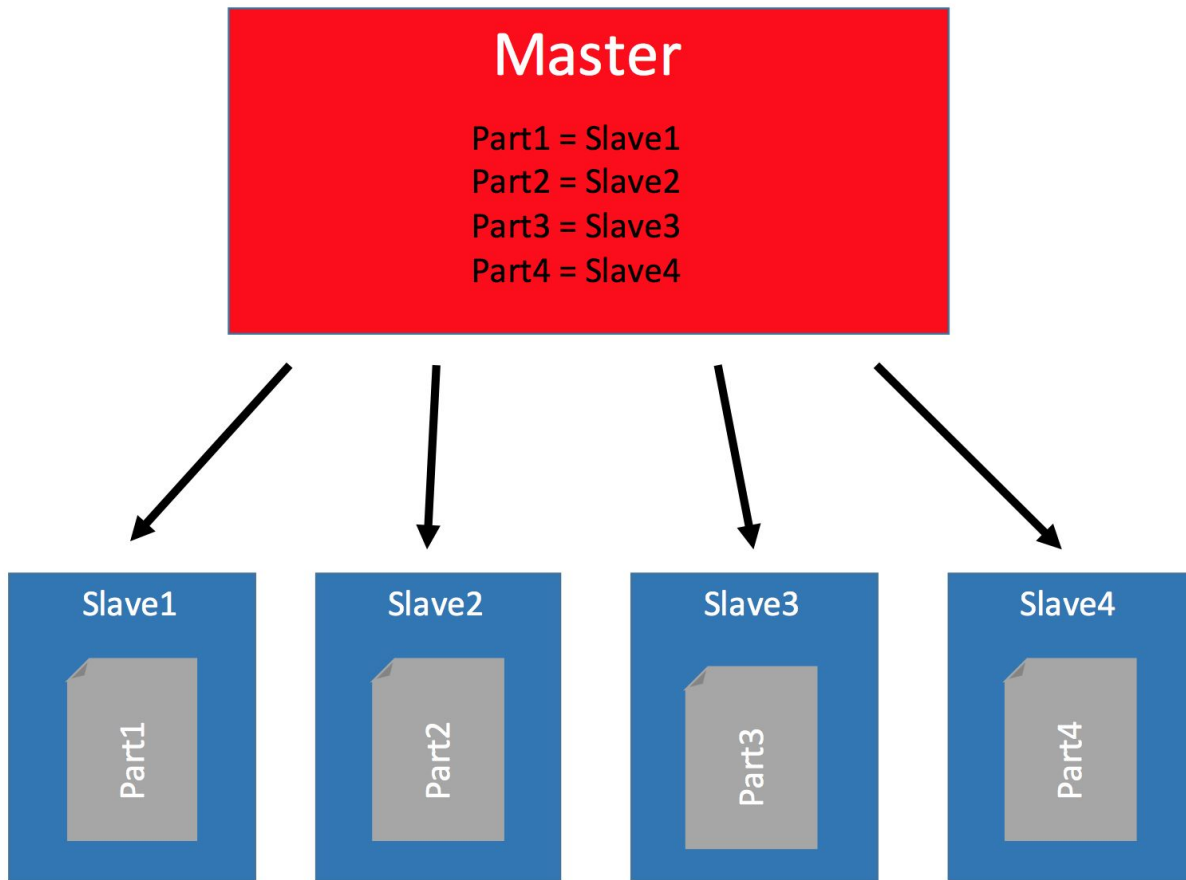 Master
Part1 = Slave1
Part2 = Slave2
Part3 = Slave3
Part4 = Slave4
Slave1
Slave2
Slave3
Slave4
Part1
Part2
Part3
Part4